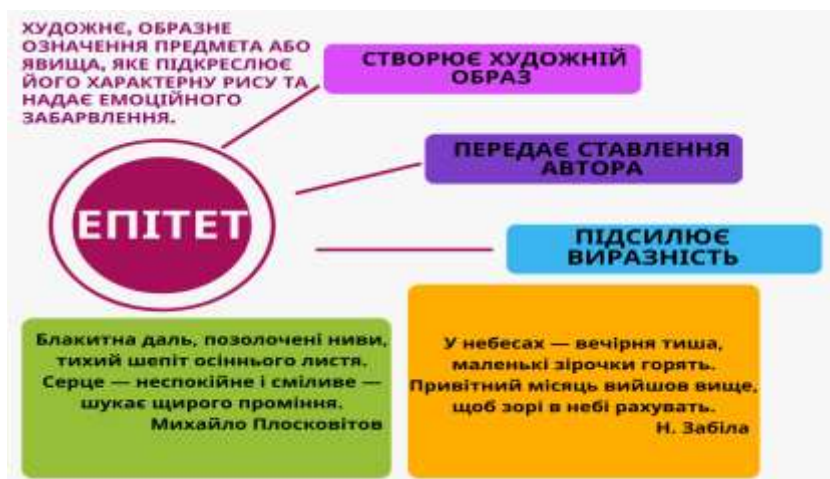 ХУДОЖНЄ, ОБРАЗНЕ
ОЗНАЧЕННЯ ПРЕДМЕТА АБО
ЯВИЩА, ЯКЕ ПІДКРЕСЛЮЄ
ЙОГО ХАРАКТЕРНУ РИСУ ТА
НАДАЄ ЕМОЦІЙНОГО
ЗАБАРВЛЕННЯ.
СТВОРЮЄ ХУДОЖНІЙ
ОБРАЗ
ПЕРЕДАЄ СТАВЛЕННЯ
АВТОРА
ЕПІТЕТ
ПІДСИЛЮЄ
ВИРАЗНІСТЬ
Блакитна даль, позолочені ниви,
тихий шепіт осіннього листя.
Серце — неспокійне і сміливе —
шукає щирого проміння.
Михайло Плосковітов
У небесах — вечірня тиша,
маленькі зірочки горять.
Привітний місяць вийшов вище,
щоб зорі в небі рахувать.
Н. Забіла